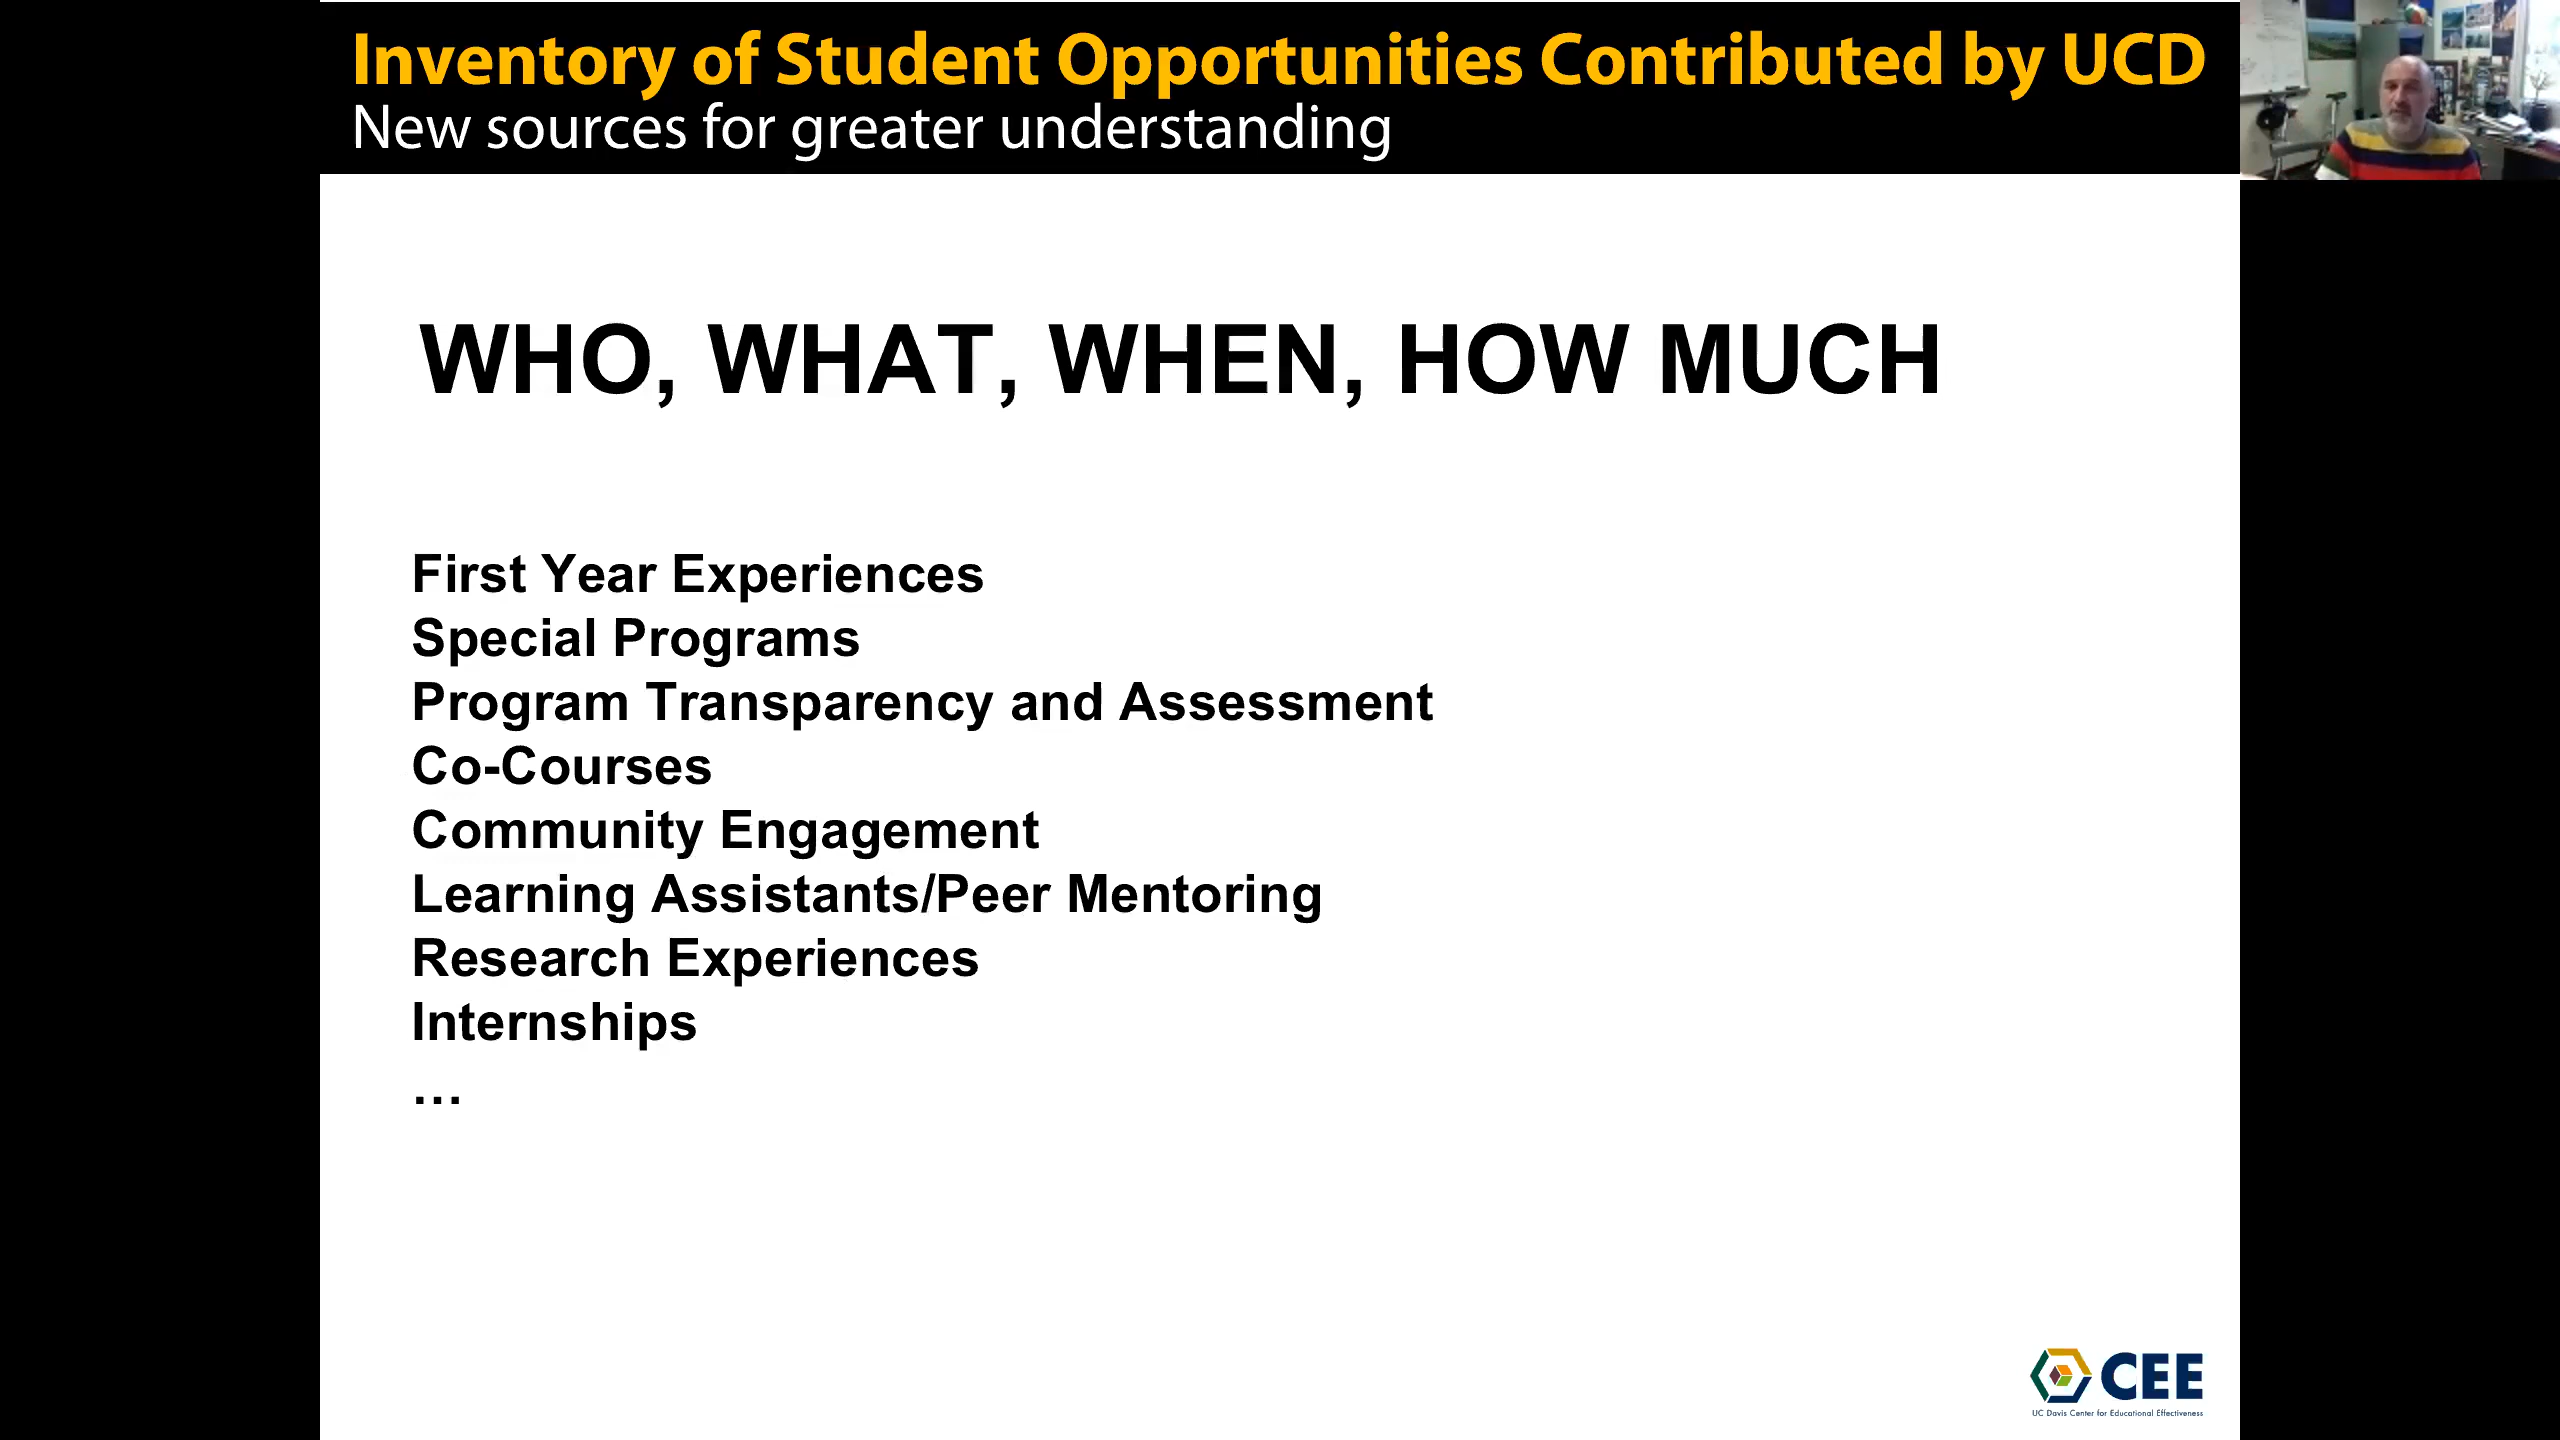 Inventory of Student Opportunities Contributed by UCD
New sources for greater understanding
WHO, WHAT, WHEN, HOW MUCH
First Year Experiences
Special Programs
Program Transparency and Assessment
Co-Courses
Community Engagement
Learning Assistants/Peer Mentoring
Research Experiences
Internships
…
CEE
UC Davis Center for Educational Effectiveness